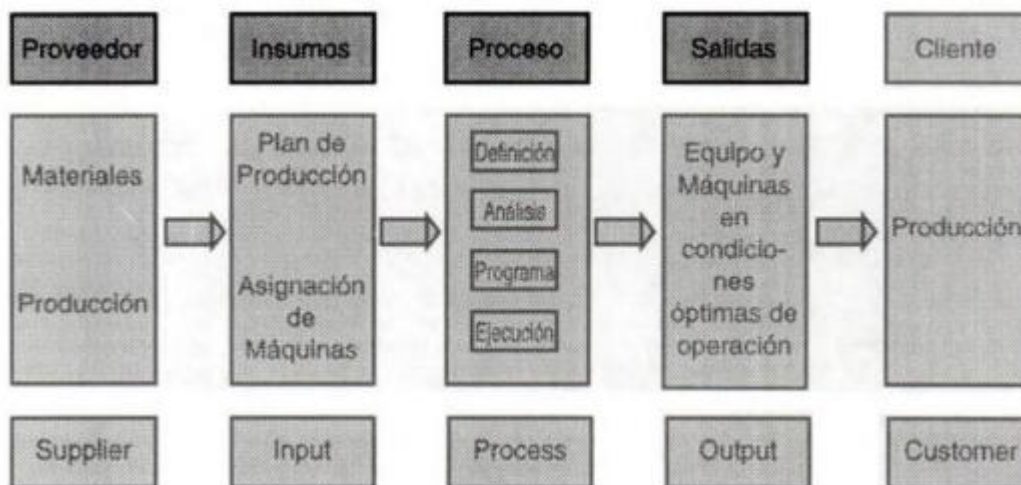 Proveedor
Insumos
Proceso
Salidas
Cliente
Materiales
Producción
Plan de
Producción
Asignación
de
Máquinas
Definición
Análisis
Programa
Ejecución
Equipo y
Máquinas
en
condicio-
nes
óptimas de
operación
Producción
Supplier
Input
Process
Output
Customer